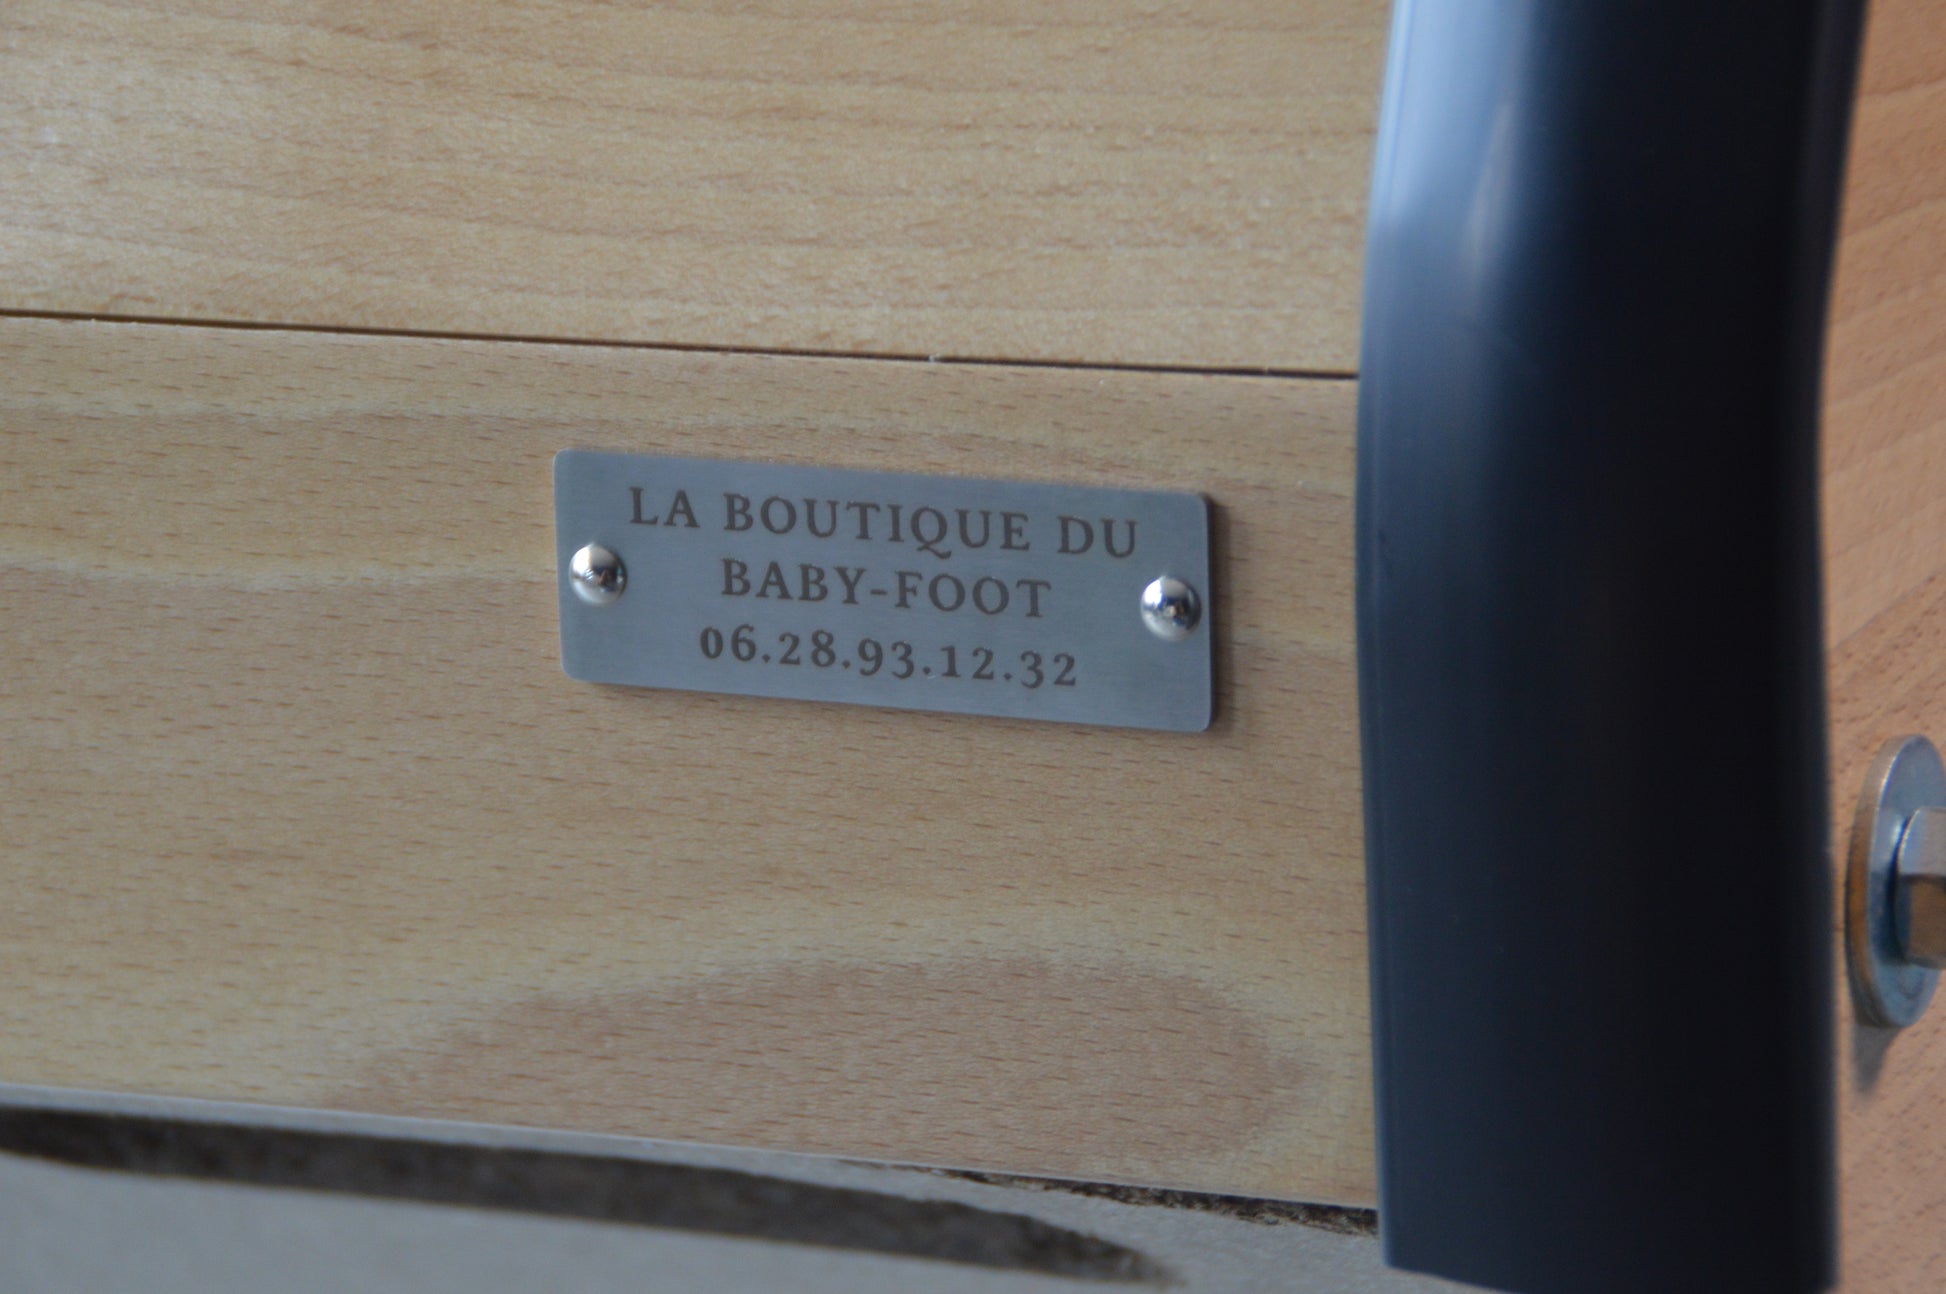 LA BOUTIQUE DU
BABY-FOOT
06.28.93.12.32